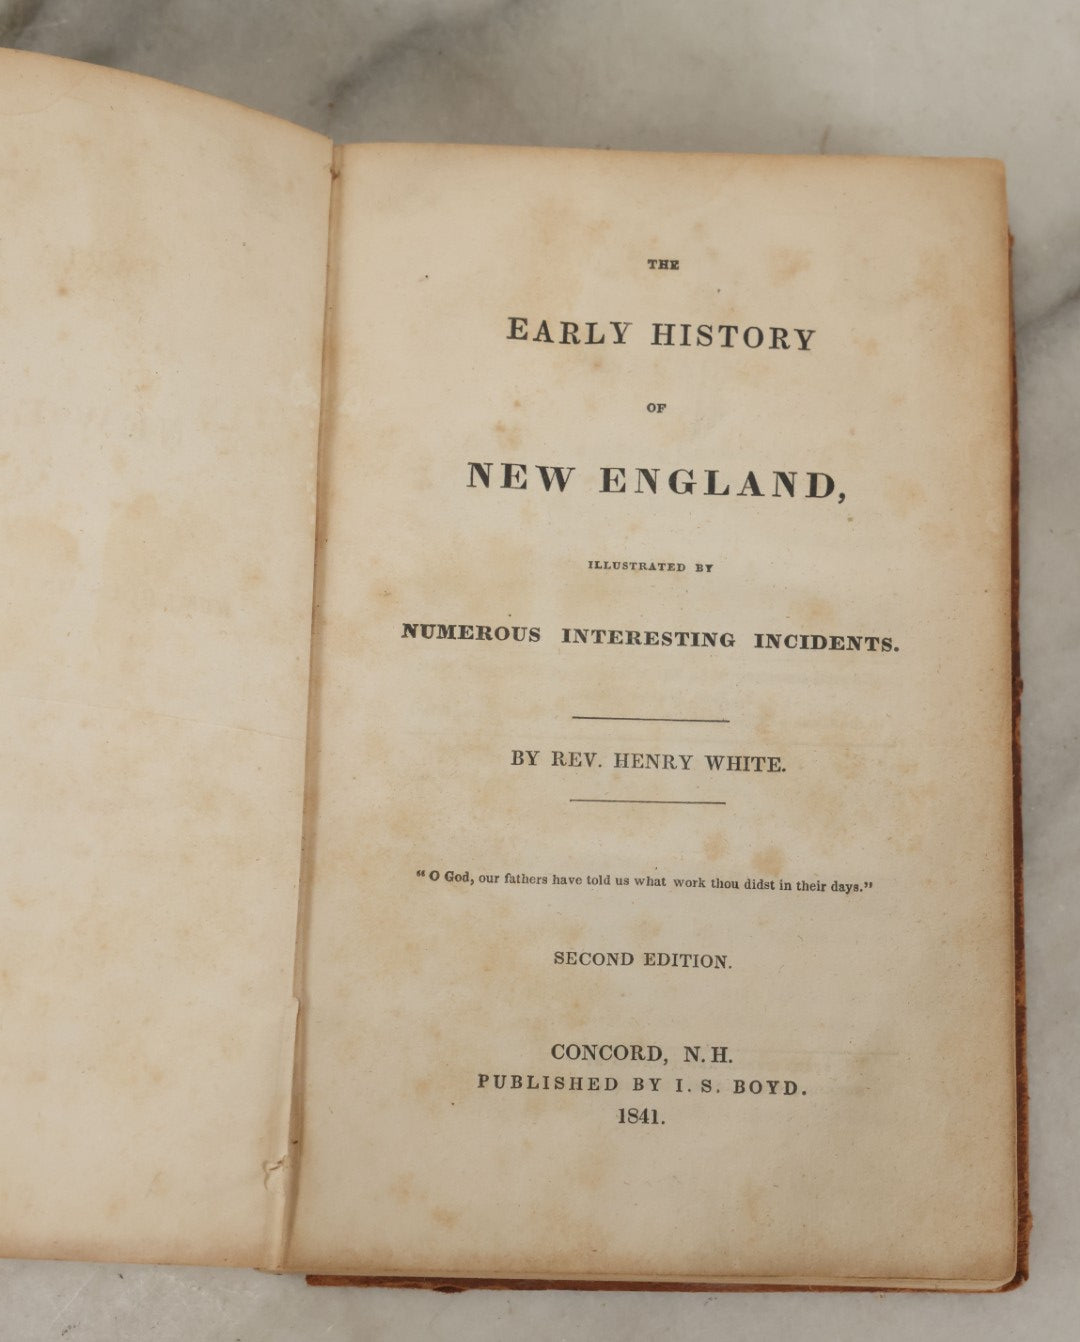 THE
EARLY HISTORY
OF
NEW ENGLAND,
ILLUSTRATED BY
NUMEROUS INTERESTING INCIDENTS.
BY REV. HENRY WHITE.
“O God, our fathers have told us what work thou didst in their days.”
SECOND EDITION.
CONCORD, N. H.
PUBLISHED BY I. S. BOYD.
1841.